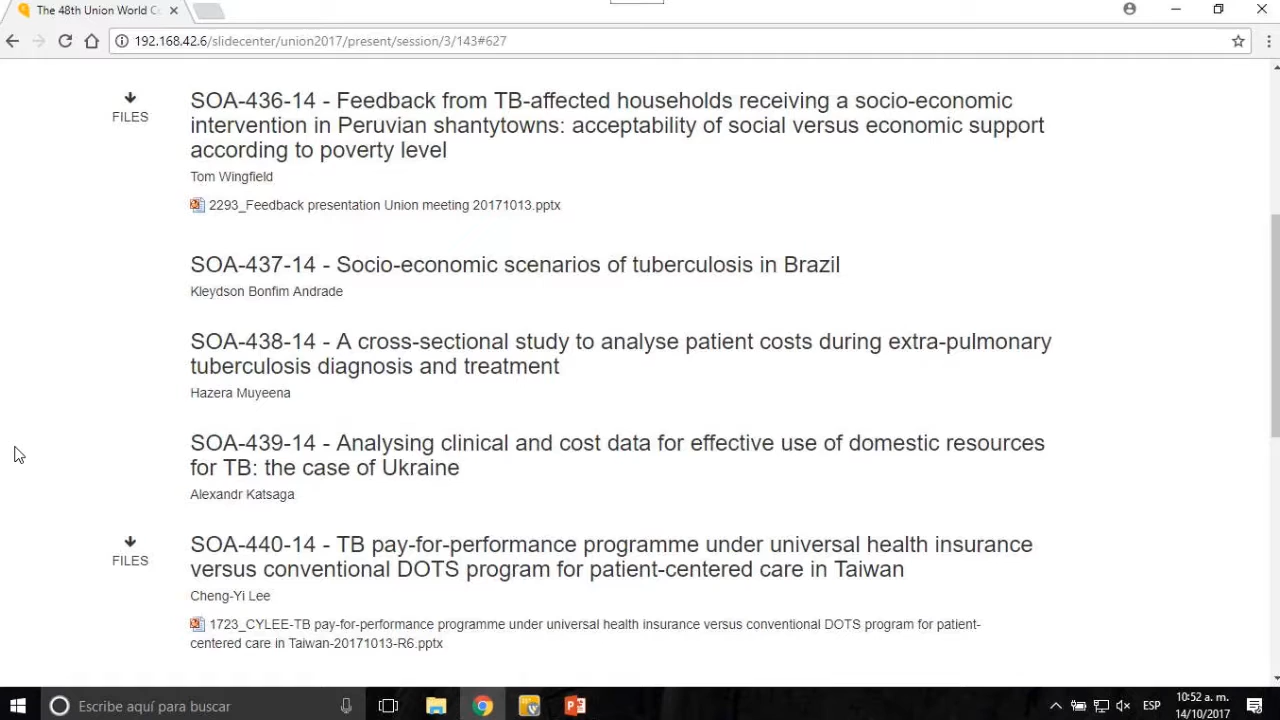 The 48th Union World C
192.168.42.6/slidecenter/union2017/present/session/3/143#627
FILES
SOA-436-14 - Feedback from TB-affected households receiving a socio-economic
intervention in Peruvian shantytowns: acceptability of social versus economic support
according to poverty level
Tom Wingfield
2293_Feedback presentation Union meeting 20171013.pptx
SOA-437-14 - Socio-economic scenarios of tuberculosis in Brazil
Kleydson Bonfim Andrade
SOA-438-14 - A cross-sectional study to analyse patient costs during extra-pulmonary
tuberculosis diagnosis and treatment
Hazera Muyeena
SOA-439-14 - Analysing clinical and cost data for effective use of domestic resources
for TB: the case of Ukraine
Alexandr Katsaga
FILES
SOA-440-14 - TB pay-for-performance programme under universal health insurance
versus conventional DOTS program for patient-centered care in Taiwan
Cheng-Yi Lee
1723_CYLEE-TB pay-for-performance programme under universal health insurance versus conventional DOTS program for patient-
centered care in Taiwan-20171013-R6.pptx
Escribe aquí para buscar
ESP
10:52 a. m.
14/10/2017